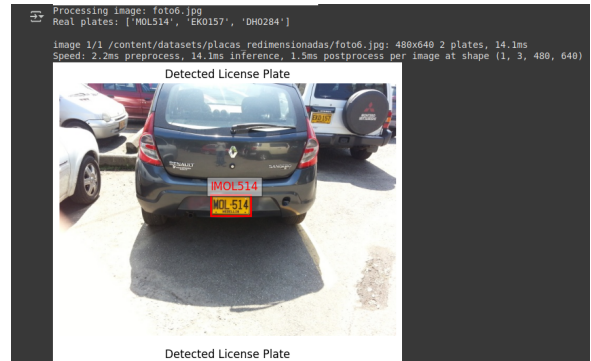 Processing image: foto6.jpg
Real plates: ['MOL514', 'EKO157', 'DHO284']
image 1/1 /content/datasets/placas_redimensionadas/foto6.jpg: 480x640 2 plates, 14.1ms
Speed: 2.2ms preprocess, 14.1ms inference, 1.5ms postprocess per image at shape (1, 3, 480, 640)
Detected License Plate
EKO157
RENAULT
IMOL514
MOL-514
Detected License Plate